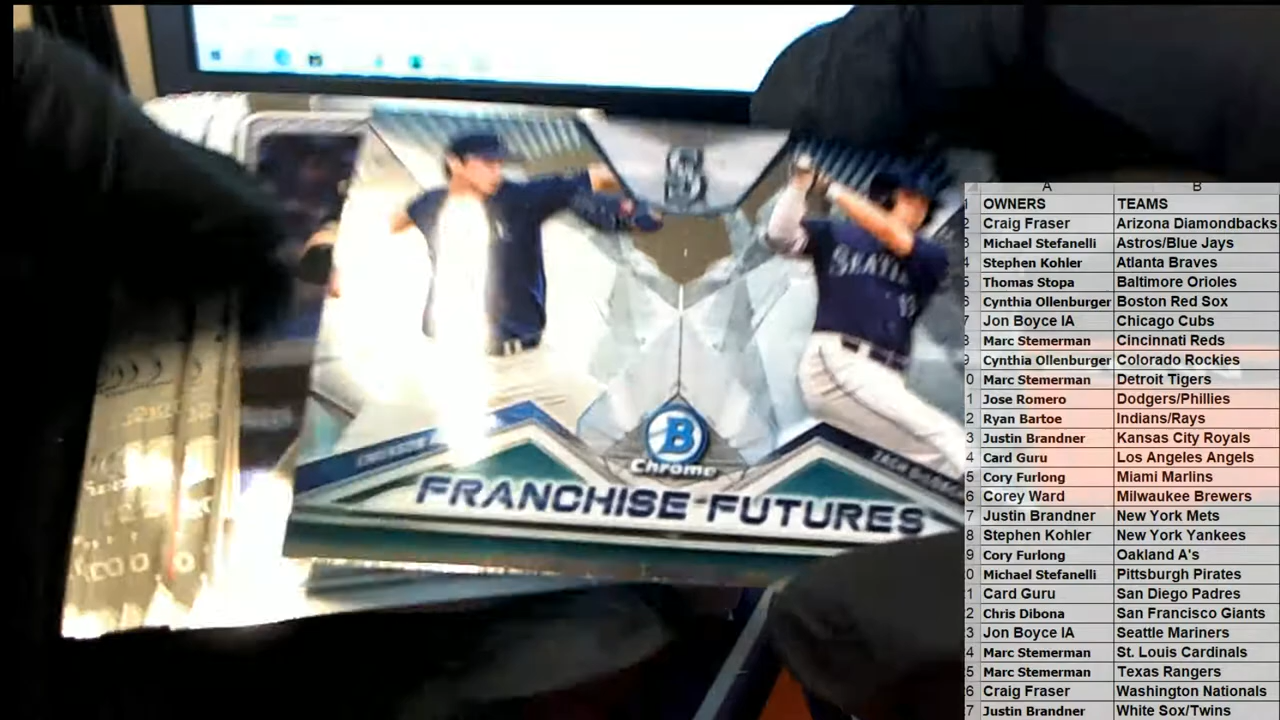 S
SEATTLE
B
Chrome
FRANCHISE FUTURES
A B
OWNERS TEAMS
Craig Fraser Arizona Diamondbacks
Michael Stefanelli Astros/Blue Jays
Stephen Kohler Atlanta Braves
Thomas Stopa Baltimore Orioles
Cynthia Ollenburger Boston Red Sox
Jon Boyce IA Chicago Cubs
Marc Stemerman Cincinnati Reds
Cynthia Ollenburger Colorado Rockies
Marc Stemerman Detroit Tigers
Jose Romero Dodgers/Phillies
Ryan Bartoe Indians/Rays
Justin Brandner Kansas City Royals
Card Guru Los Angeles Angels
Cory Furlong Miami Marlins
Corey Ward Milwaukee Brewers
Justin Brandner New York Mets
Stephen Kohler New York Yankees
Cory Furlong Oakland A's
Michael Stefanelli Pittsburgh Pirates
Card Guru San Diego Padres
Chris Dibona San Francisco Giants
Jon Boyce IA Seattle Mariners
Marc Stemerman St. Louis Cardinals
Marc Stemerman Texas Rangers
Craig Fraser Washington Nationals
Justin Brandner White Sox/Twins